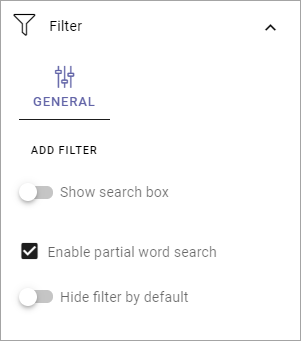 Filter
GENERAL
ADD FILTER
Show search box
Enable partial word search
Hide filter by default